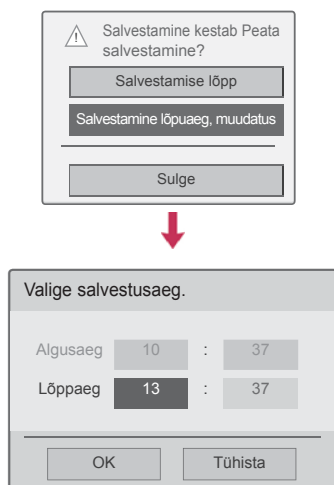 Salvestamine kestab Peata
salvestamine?
Salvestamise lõpp
Salvestamine lõpuaeg, muudatus
Sulge
Valige salvestusaeg.
Algusaeg 10 : 37
Lõppaeg 13 : 37
OK Tühista